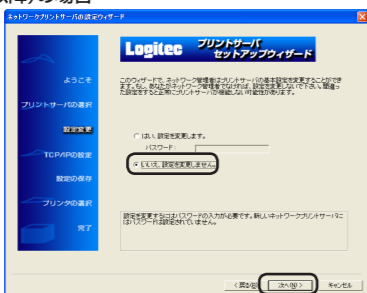 ネットワークプリントサーバの設定ウィザード
Logitec プリントサーバ
セットアップウィザード
ようこそ
プリントサーバの選択
設定変更
TCP/IPの設定
設定の保存
プリンタの選択
完了
このウィザードで、ネットワーク管理者はプリントサーバの基本設定を変更することができ
ます。もし、あなたがネットワーク管理者でなければ、設定を変更しないで下さい。間違っ
た設定をすると正常にプリントサーバが機能しない可能性があります。
はい、設定を変更します。
パスワード:
いいえ、設定を変更しません。
設定を変更するにはパスワードの入力が必要です。新しいネットワークプリントサーバに
はパスワードは設定されていません。
< 戻る(B)
次へ(N) >
キャンセル